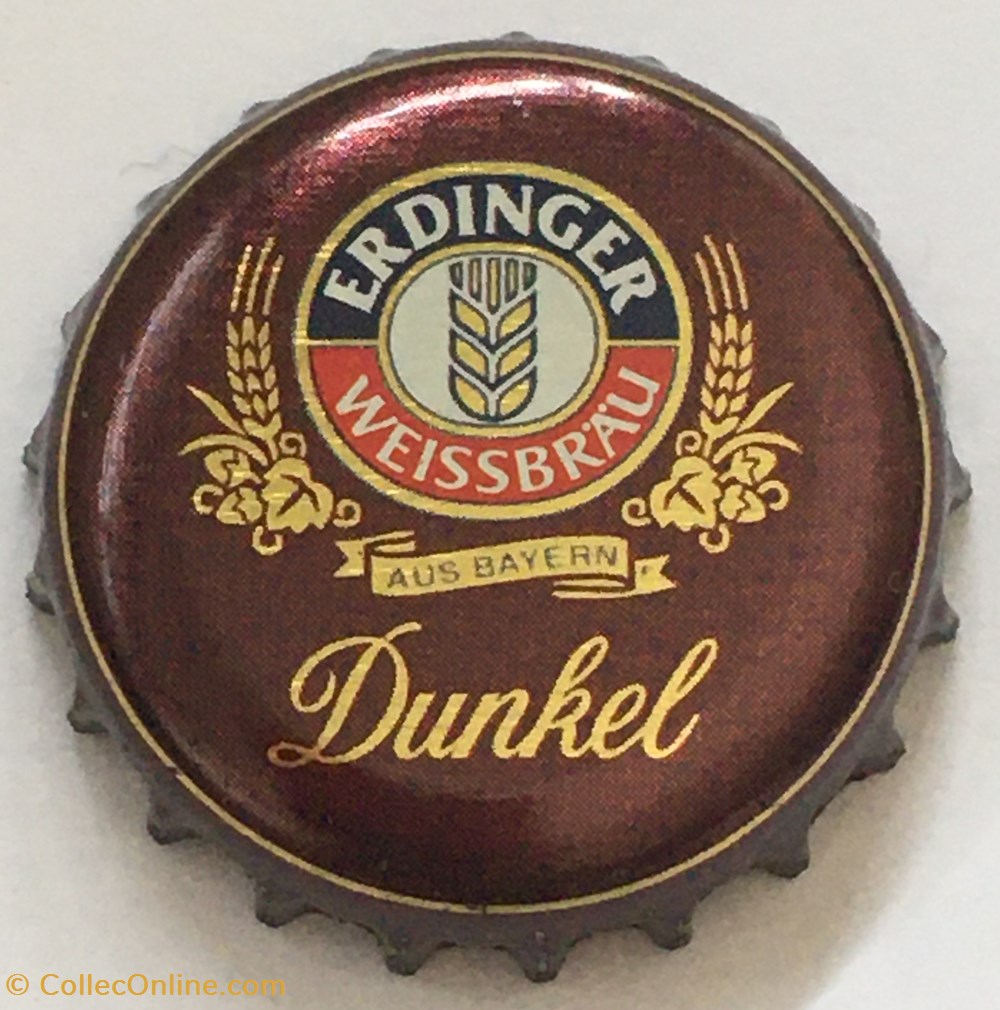 ERDINGER
WEISSBRÄU
AUS BAYERN
Dunkel
© CollecOnline.com